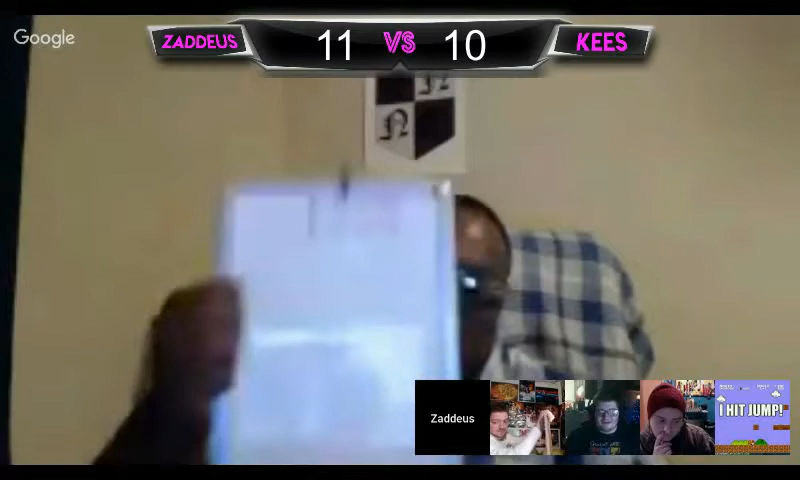 Google
ZADDEUS 11 VS 10 KEES
N
N
Zaddeus
I HIT JUMP!